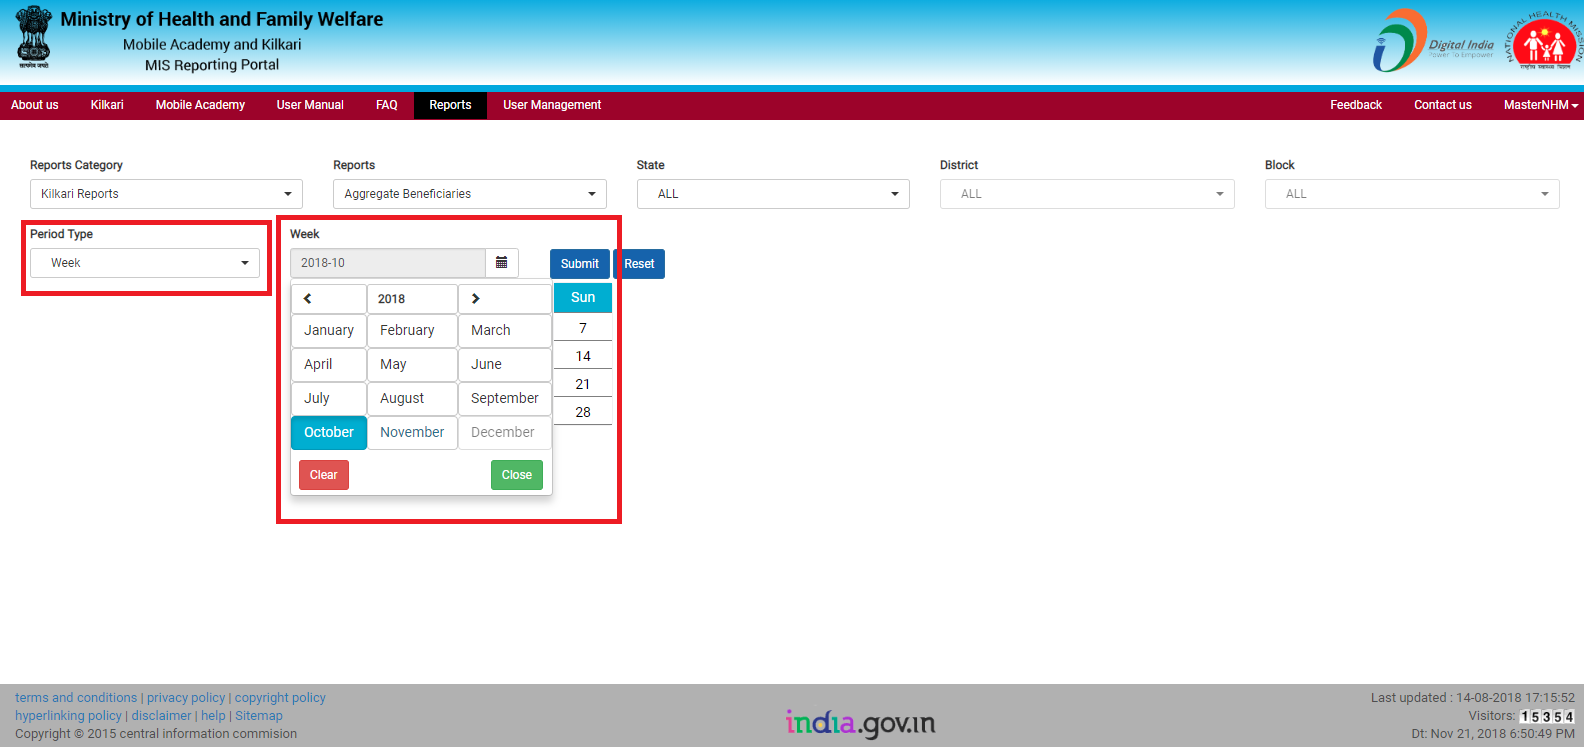 Ministry of Health and Family Welfare
Mobile Academy and Kilkari
MIS Reporting Portal
सत्यमेव जयते
Digital India
Power To Empower
NATIONAL HEALTH MISSION
About us Kilkari Mobile Academy User Manual FAQ Reports User Management Feedback Contact us MasterNHM
Reports Category Reports State District Block
Kilkari Reports Aggregate Beneficiaries ALL ALL ALL
Period Type Week
Week 2018-10 Submit Reset
2018 Sun
January February March 7
April May June 14
July August September 21
October November December 28
Clear Close
terms and conditions | privacy policy | copyright policy
hyperlinking policy | disclaimer | help | Sitemap
Copyright © 2015 central information commision
india.gov.in
Last updated : 14-08-2018 17:15:52
Visitors: 15354
Dt: Nov 21, 2018 6:50:49 PM